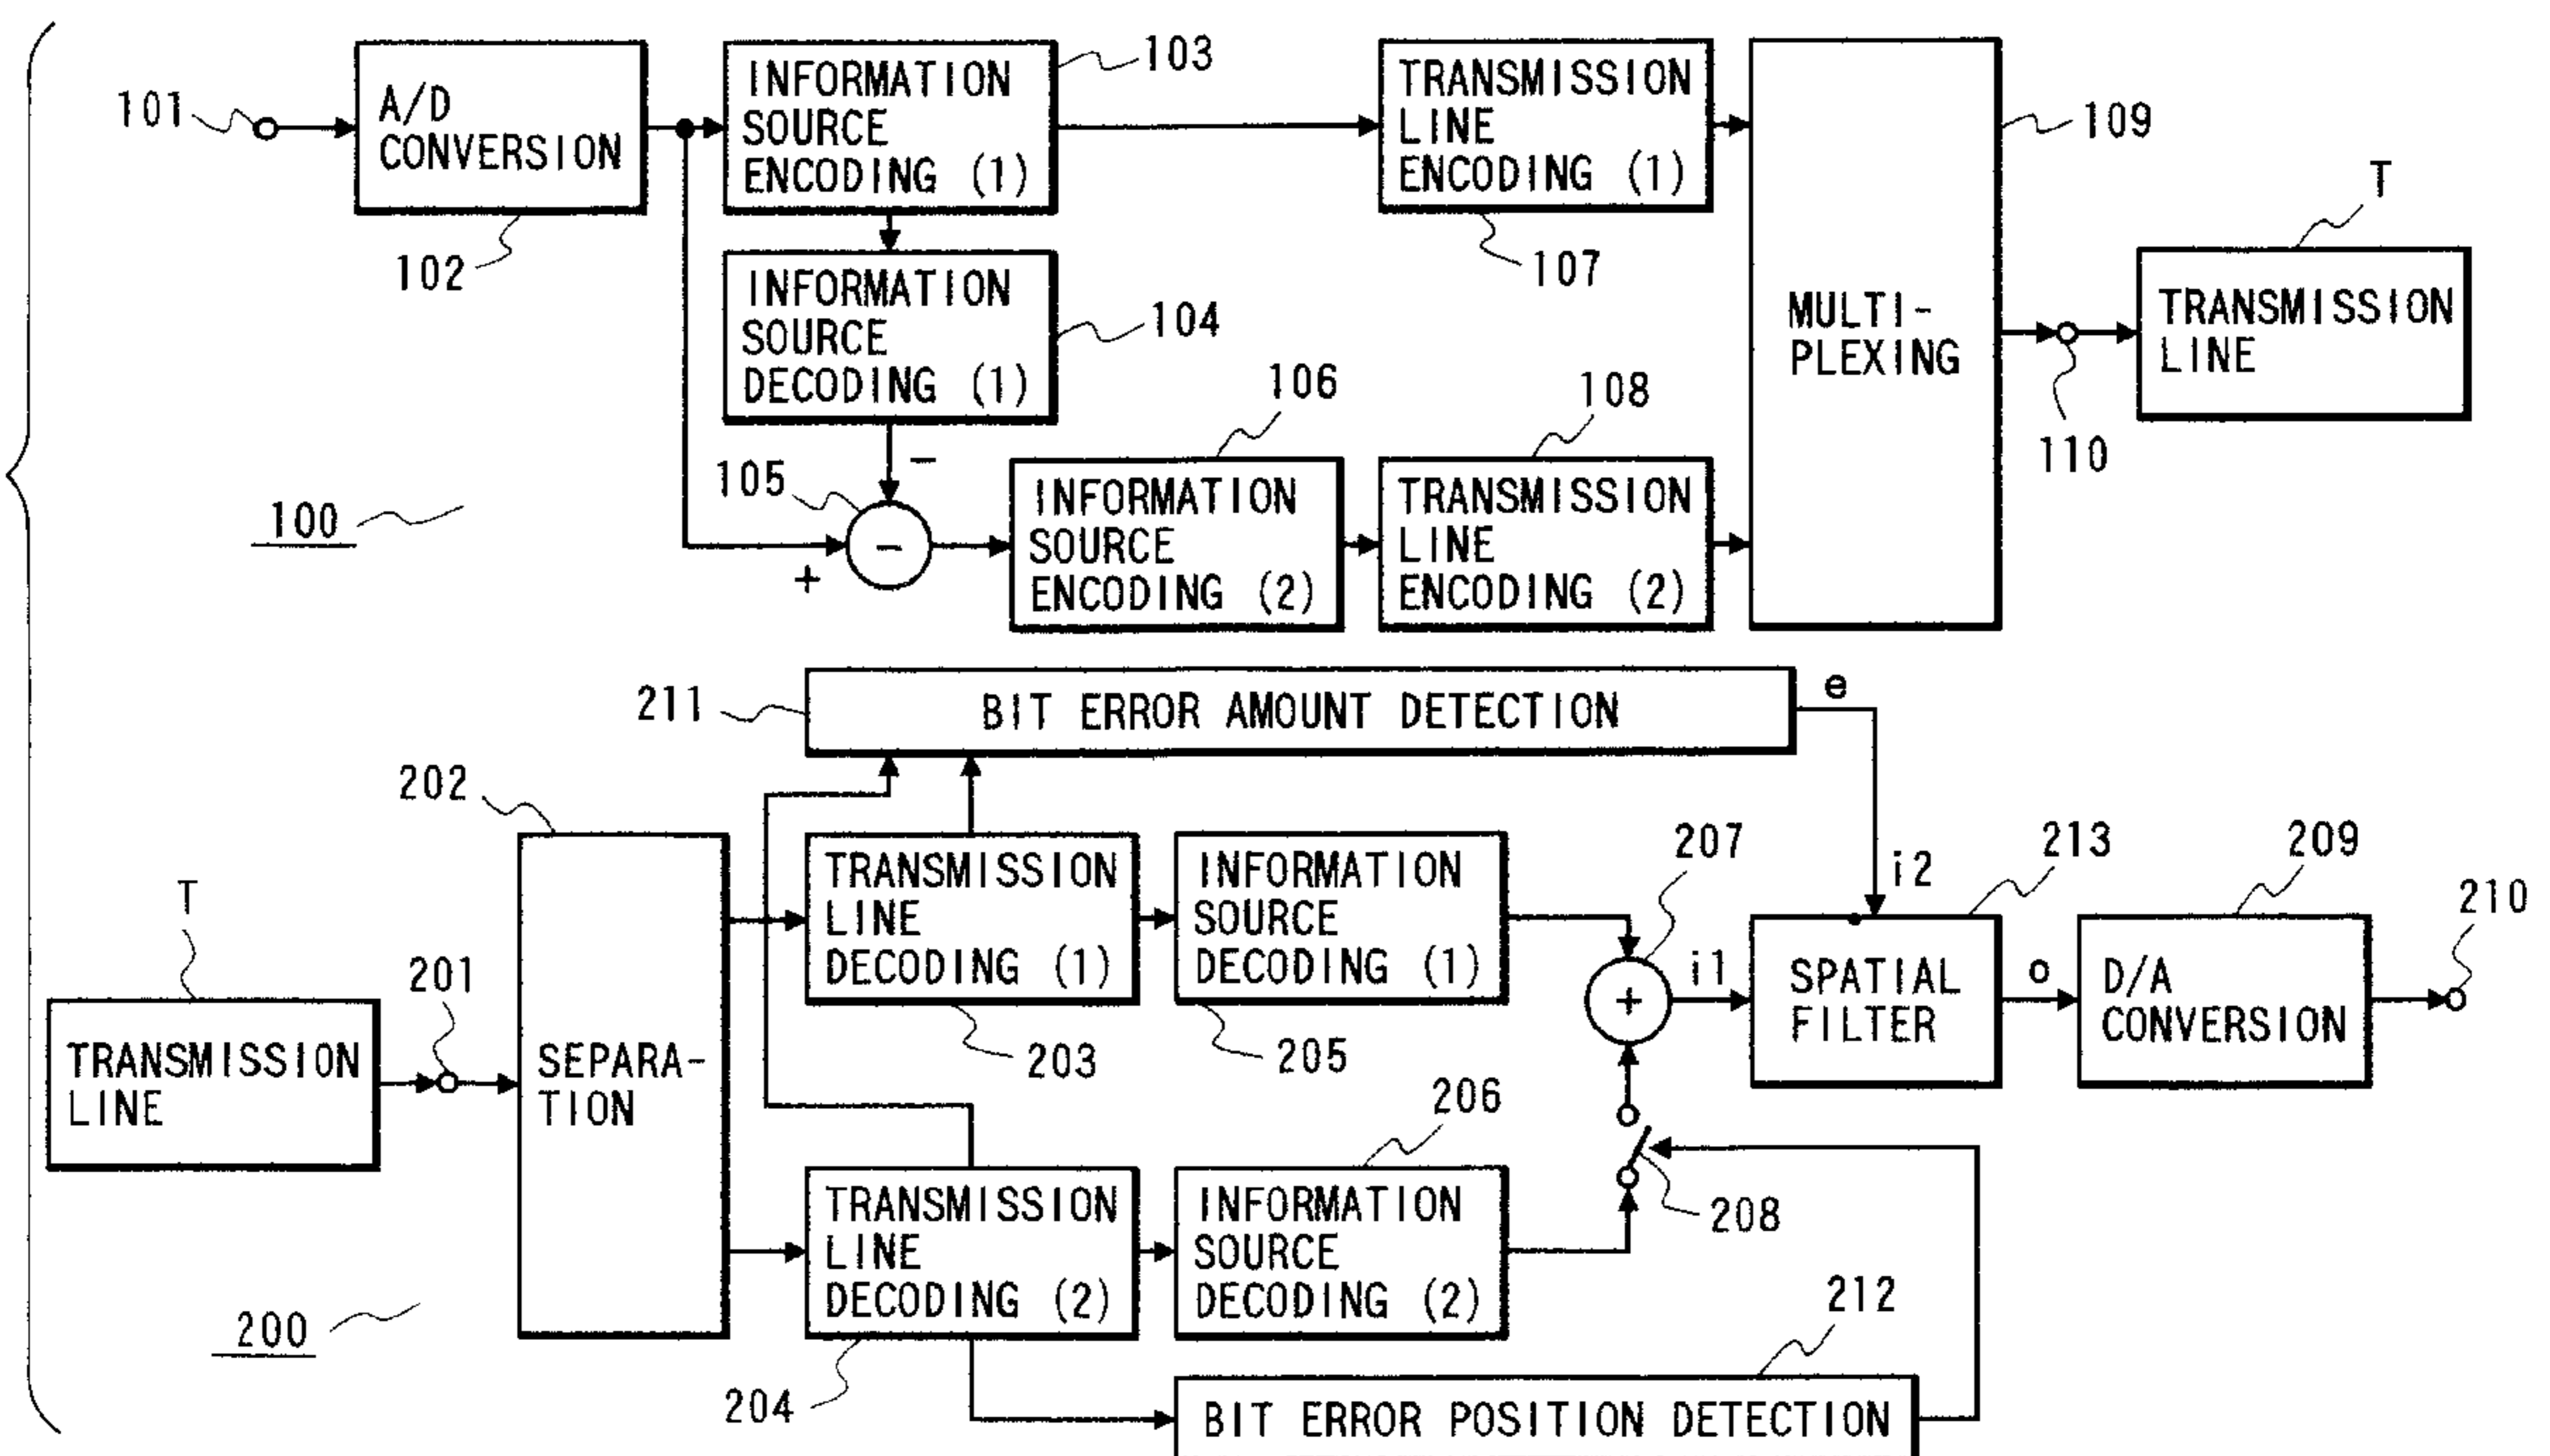 101
A/D
CONVERSION
102
INFORMATION
SOURCE
ENCODING (1)
103
TRANSMISSION
LINE
ENCODING (1)
107
MULTI-
PLEXING
109
T
TRANSMISSION
LINE
110
INFORMATION
SOURCE
DECODING (1)
104
-
105
-
+
106
INFORMATION
SOURCE
ENCODING (2)
108
TRANSMISSION
LINE
ENCODING (2)
100
211
BIT ERROR AMOUNT DETECTION
e
202
SEPARA-
TION
T
TRANSMISSION
LINE
201
TRANSMISSION
LINE
DECODING (1)
203
INFORMATION
SOURCE
DECODING (1)
205
207
+
i1
i2
213
SPATIAL
FILTER
o
209
D/A
CONVERSION
210
TRANSMISSION
LINE
DECODING (2)
204
206
INFORMATION
SOURCE
DECODING (2)
208
212
BIT ERROR POSITION DETECTION
200